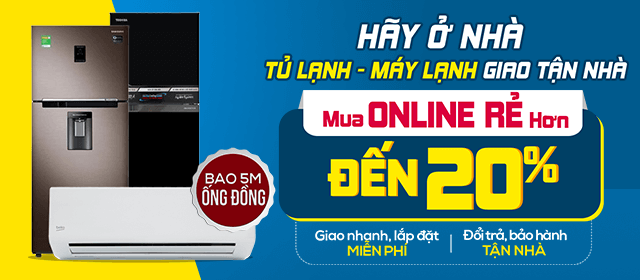 HÃY Ở NHÀ
TỦ LẠNH - MÁY LẠNH GIAO TẬN NHÀ
Mua ONLINE RẺ Hơn
ĐẾN 20%
BAO 5M
ỐNG ĐỒNG
Giao nhanh, lắp đặt
MIỄN PHÍ
Đổi trả, bảo hành
TẬN NHÀ